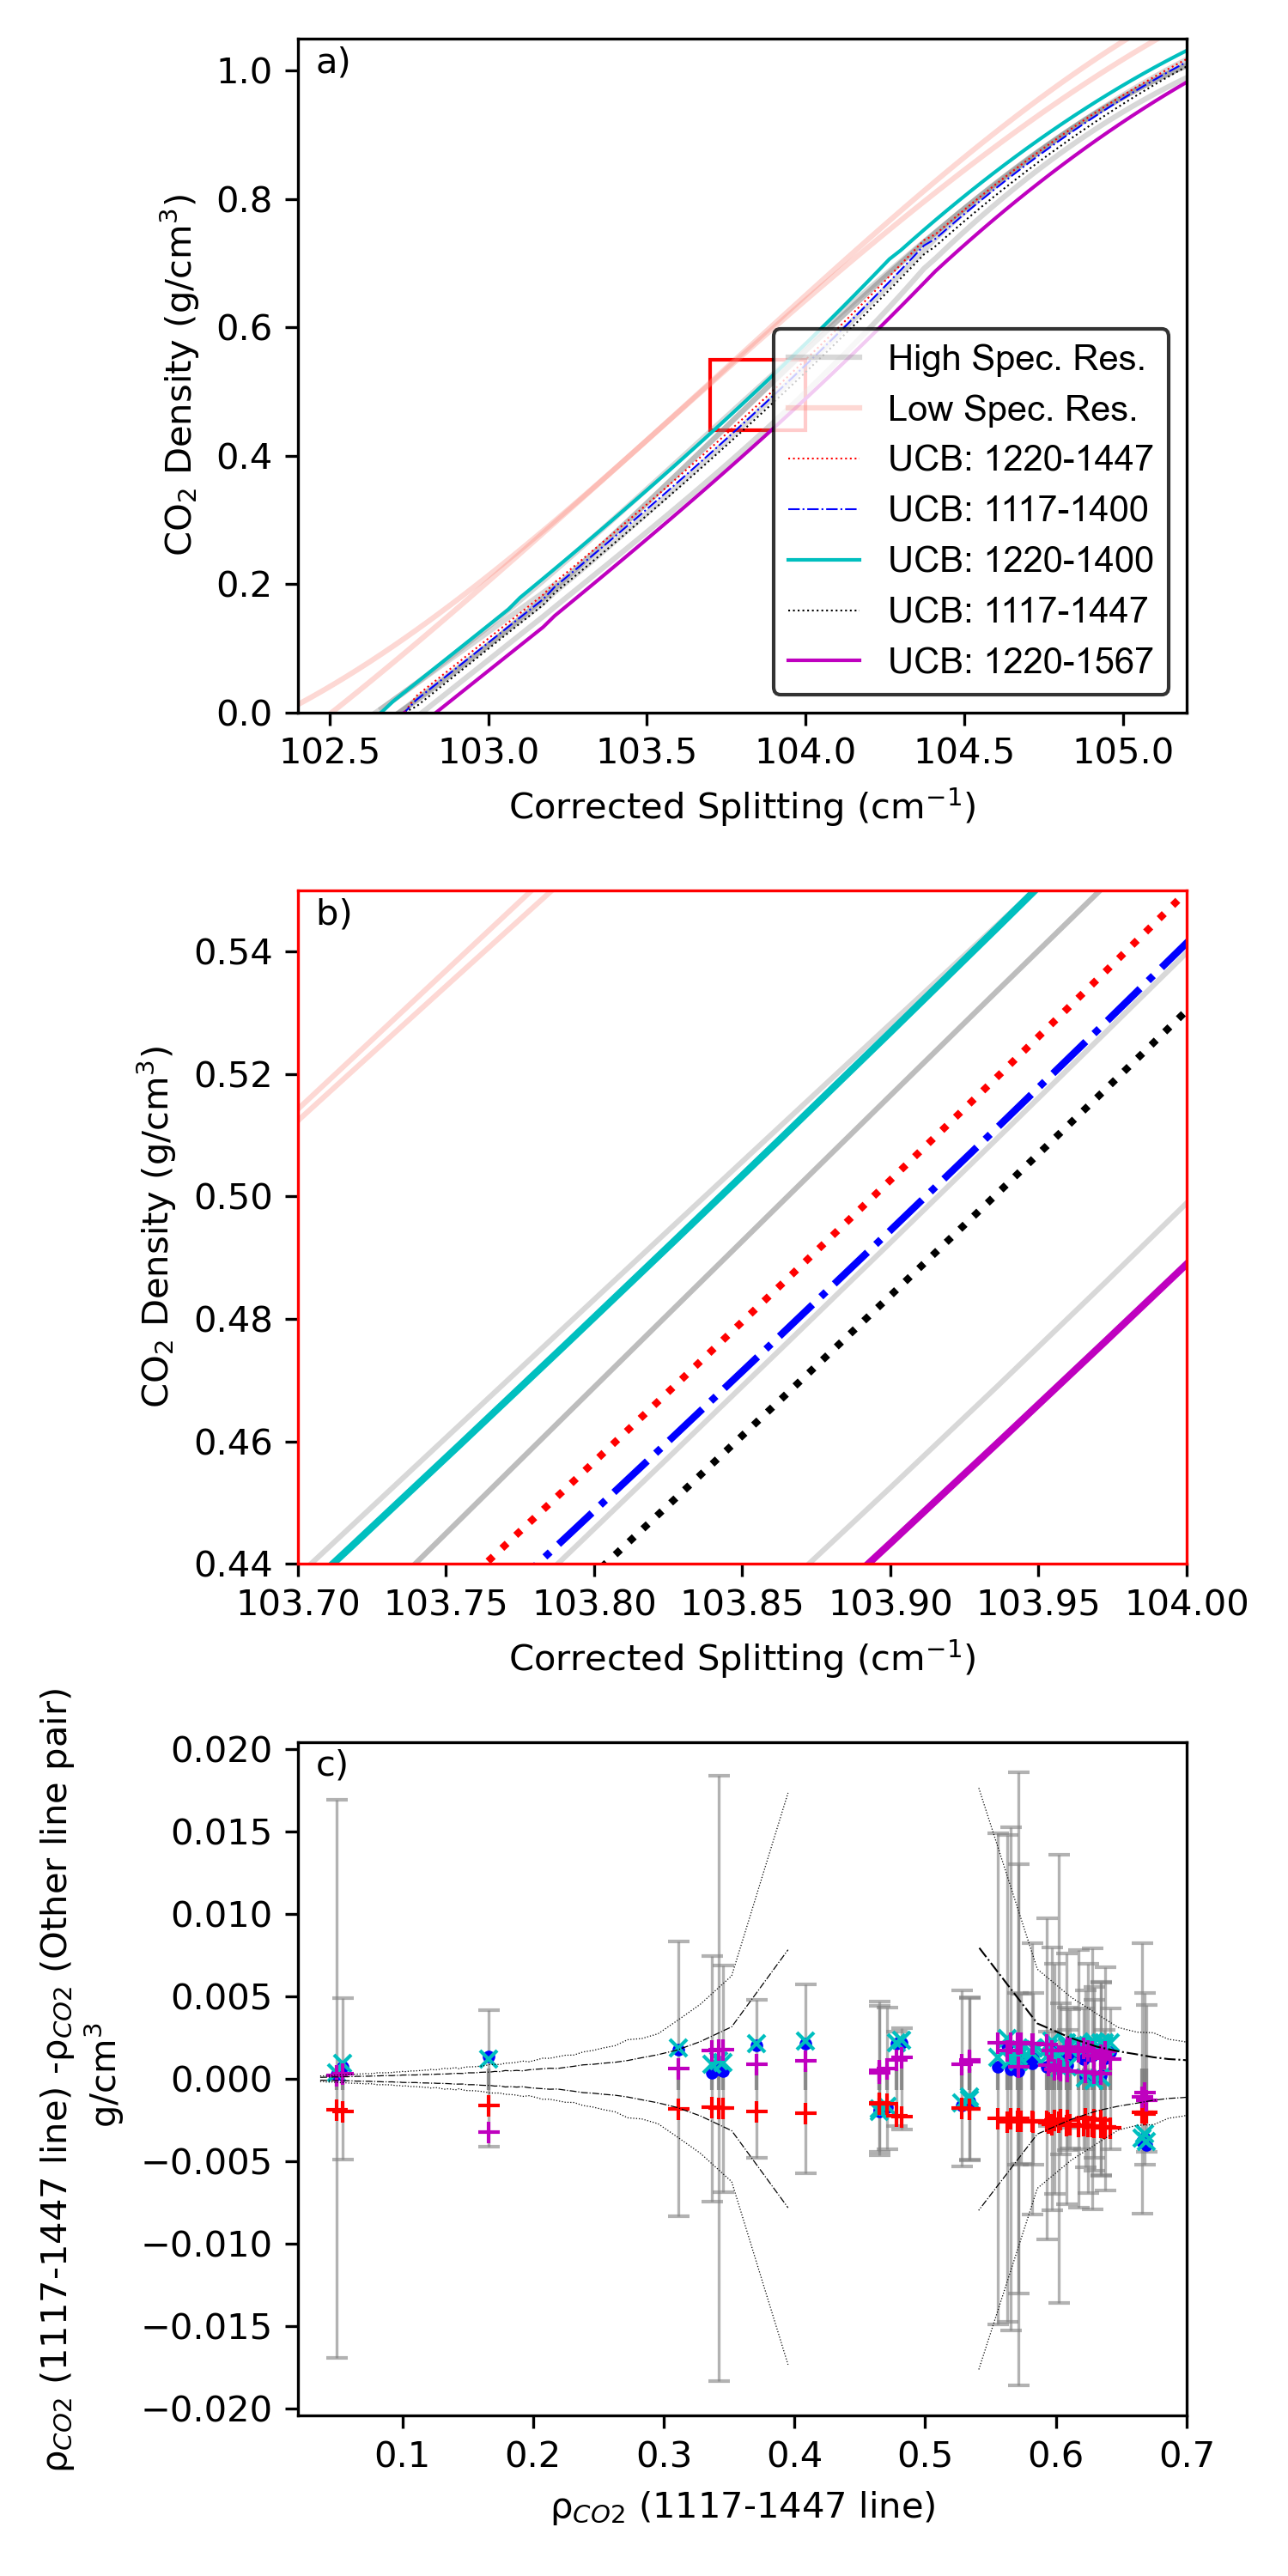 a)
CO₂ Density (g/cm³)
1.0
0.8
0.6
0.4
0.2
0.0
High Spec. Res.
Low Spec. Res.
UCB: 1220-1447
UCB: 1117-1400
UCB: 1220-1400
UCB: 1117-1447
UCB: 1220-1567
102.5 103.0 103.5 104.0 104.5 105.0
Corrected Splitting (cm⁻¹)
b)
CO₂ Density (g/cm³)
0.54
0.52
0.50
0.48
0.46
0.44
103.70 103.75 103.80 103.85 103.90 103.95 104.00
Corrected Splitting (cm⁻¹)
c)
ρCO2 (1117-1447 line) -ρCO2 (Other line pair)
g/cm³
0.020
0.015
0.010
0.005
0.000
−0.005
−0.010
−0.015
−0.020
0.1 0.2 0.3 0.4 0.5 0.6 0.7
ρCO2 (1117-1447 line)